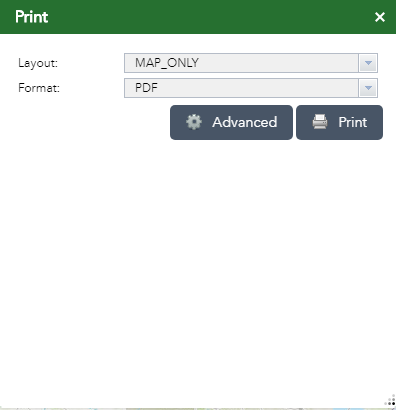 Print ×
Layout: MAP_ONLY
Format: PDF
Advanced Print